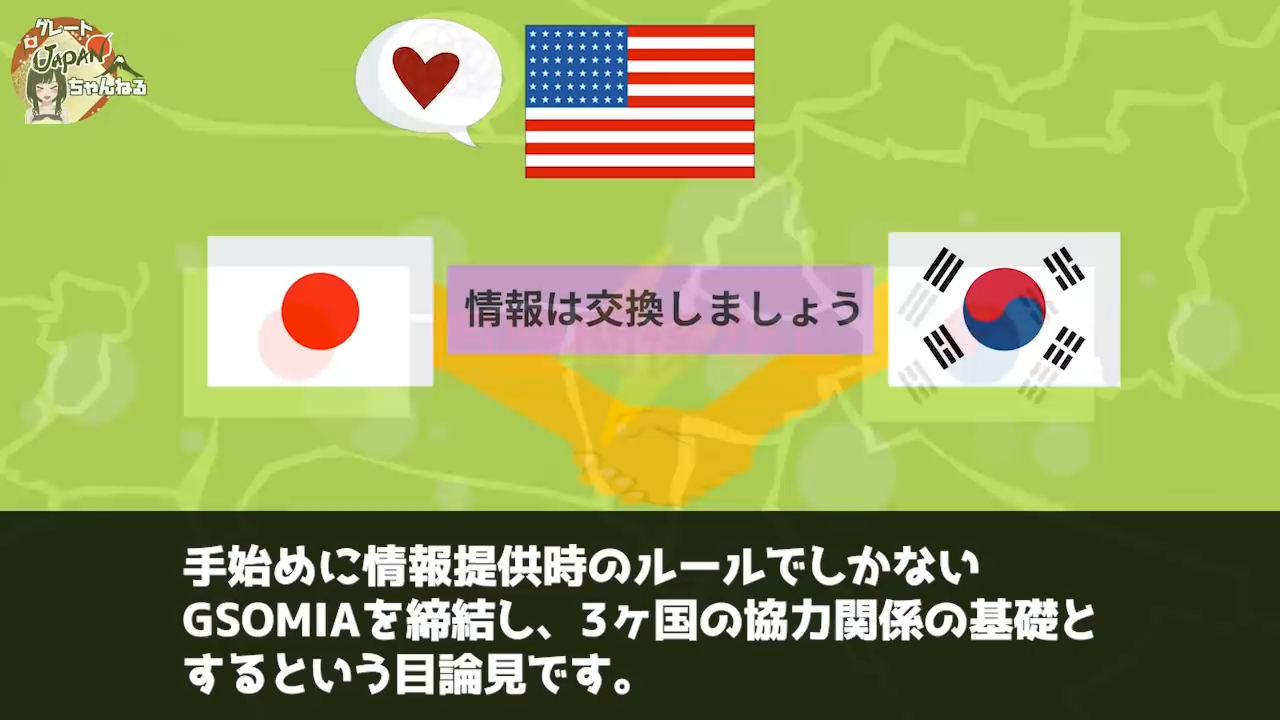 グレート
JAPAN
ちゃんねる
情報は交換しましょう
手始めに情報提供時のルールでしかない
GSOMIAを締結し、3ヶ国の協力関係の基礎と
するという目論見です。